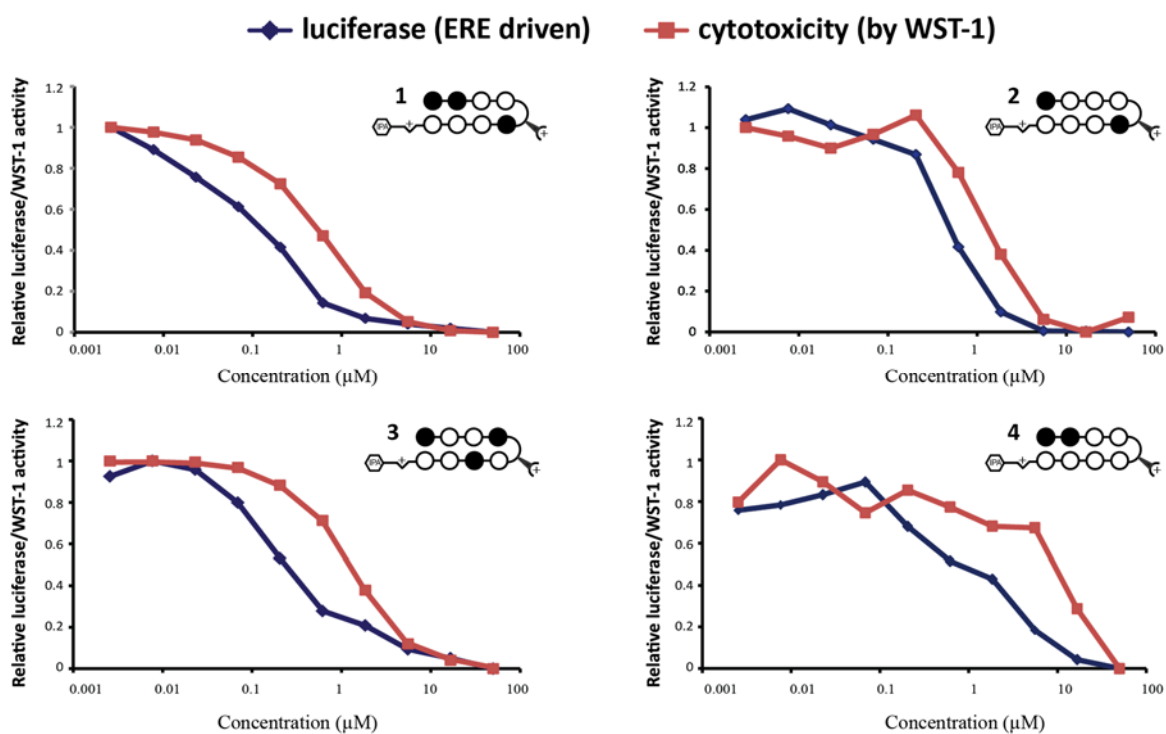 luciferase (ERE driven) cytotoxicity (by WST-1)
Relative luciferase/WST-1 activity
1.2
1
0.8
0.6
0.4
0.2
0
0.001 0.01 0.1 1 10 100
Concentration (µM)
1
IPA + +
Relative luciferase/WST-1 activity
1.2
1
0.8
0.6
0.4
0.2
0
0.001 0.01 0.1 1 10 100
Concentration (µM)
2
IPA + +
Relative luciferase/WST-1 activity
1.2
1
0.8
0.6
0.4
0.2
0
0.001 0.01 0.1 1 10 100
Concentration (µM)
3
IPA + +
Relative luciferase/WST-1 activity
1.2
1
0.8
0.6
0.4
0.2
0
0.001 0.01 0.1 1 10 100
Concentration (µM)
4
IPA + +